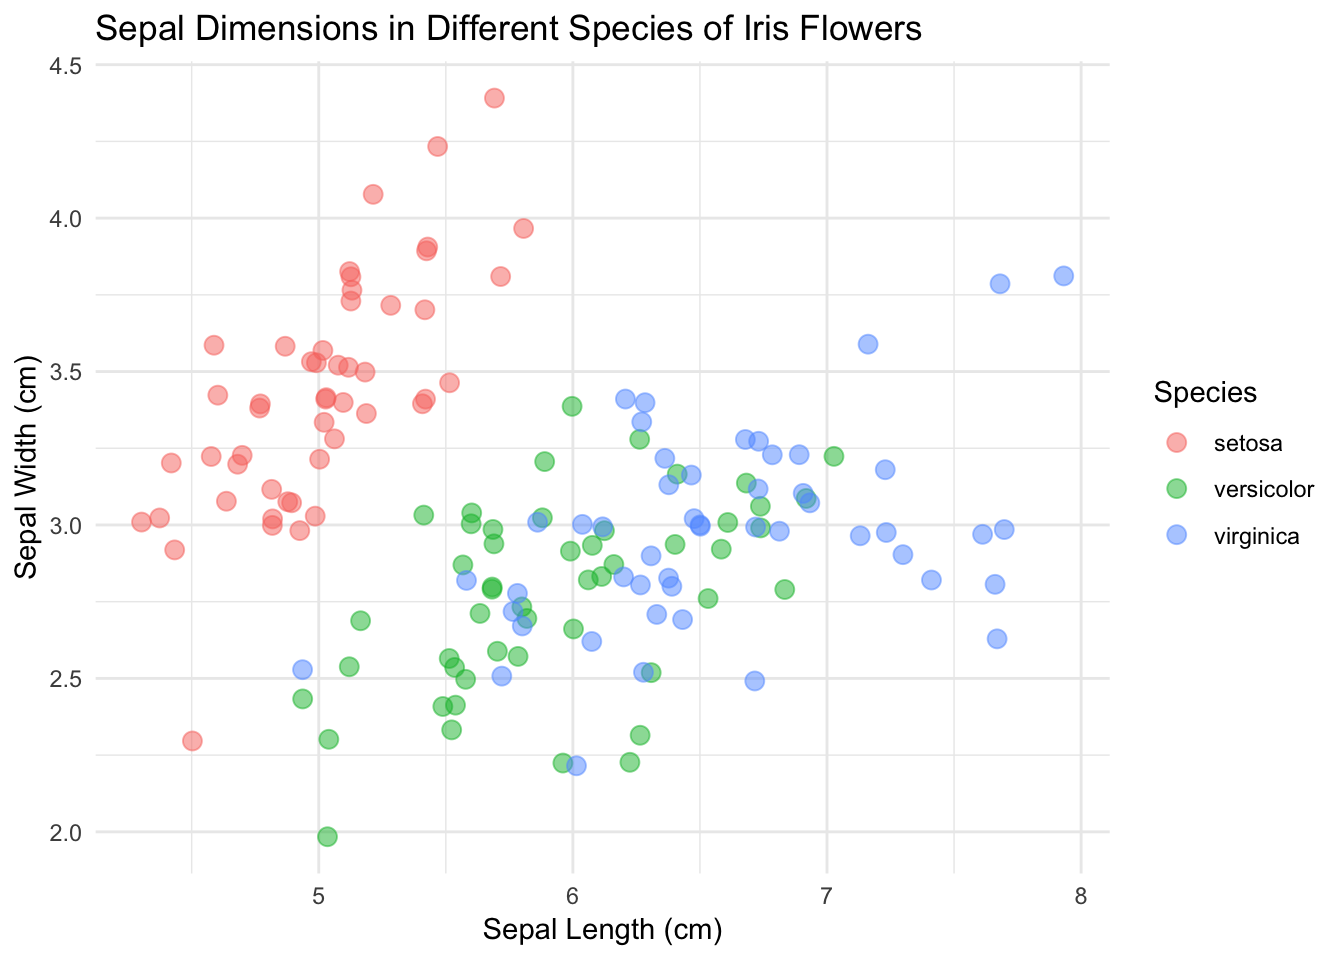 Sepal Dimensions in Different Species of Iris Flowers
4.5
4.0
3.5
3.0
2.5
2.0
Sepal Width (cm)
5 6 7 8
Sepal Length (cm)
Species
setosa
versicolor
virginica